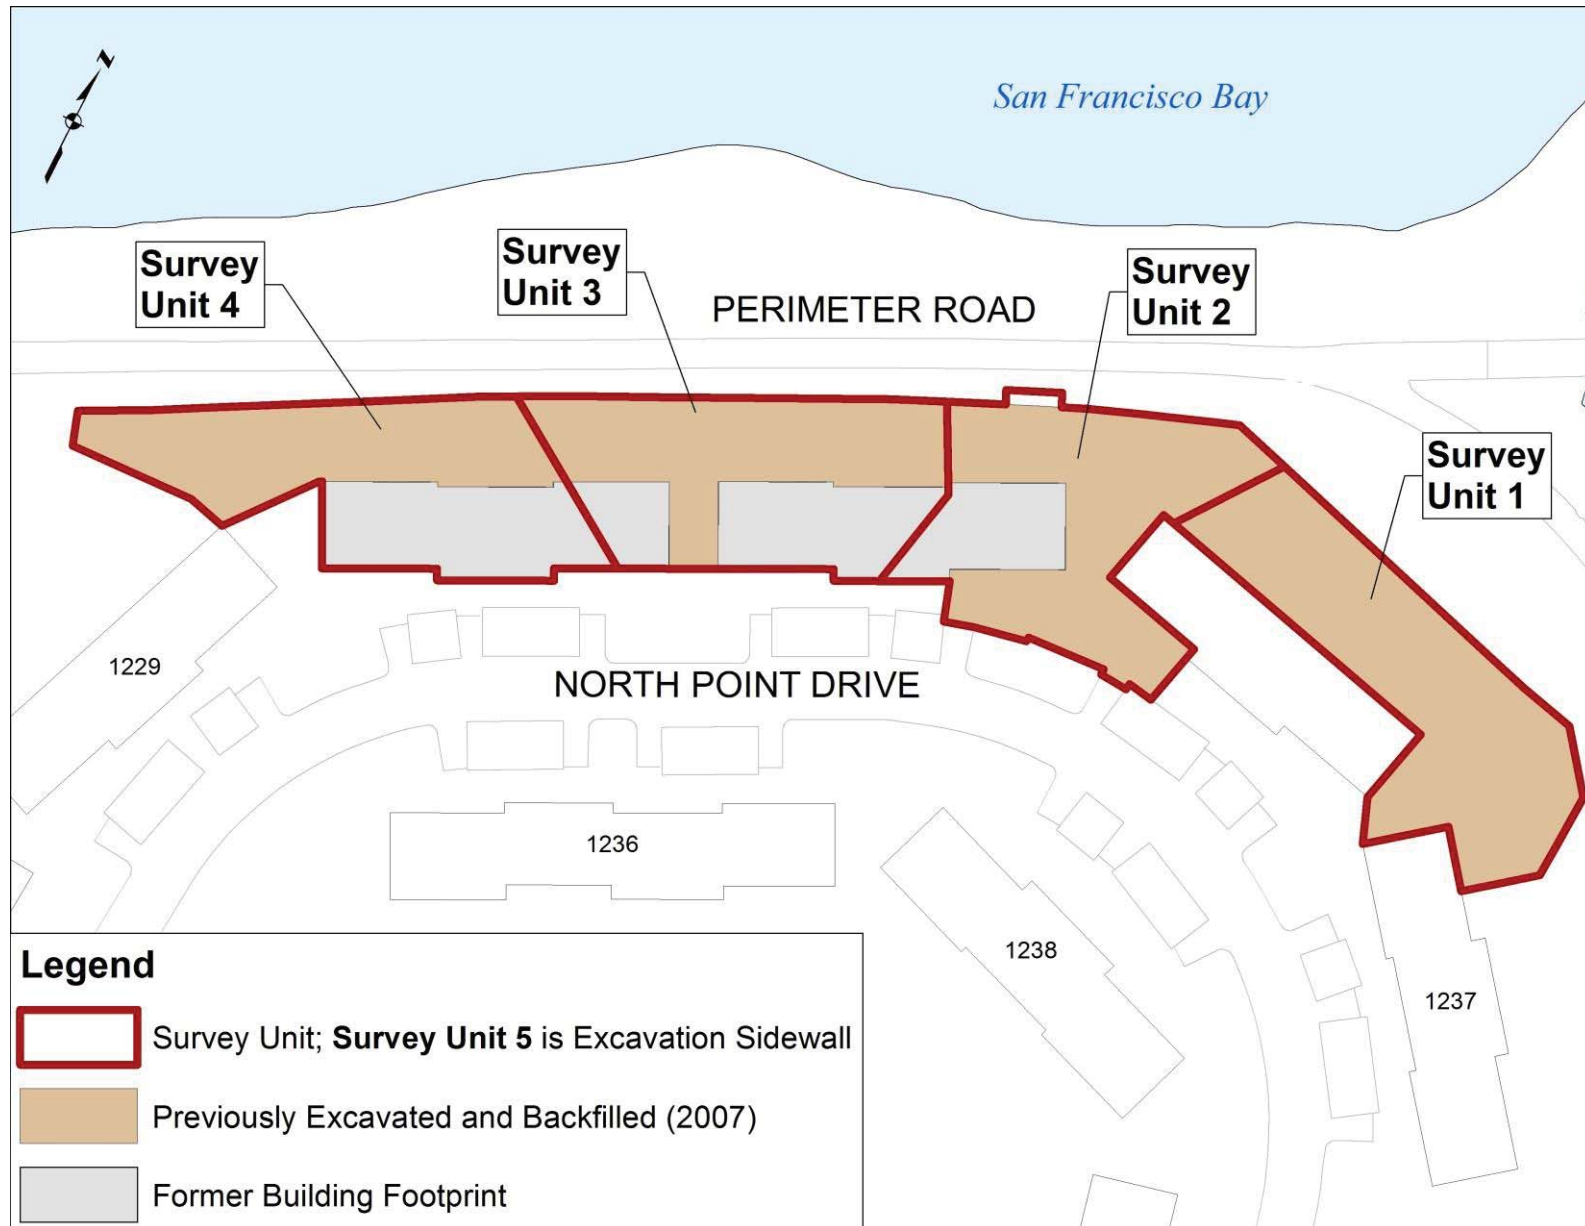 N
San Francisco Bay
Survey
Unit 4
Survey
Unit 3
PERIMETER ROAD
Survey
Unit 2
Survey
Unit 1
1229
NORTH POINT DRIVE
1236
1238
1237
Legend
Survey Unit; Survey Unit 5 is Excavation Sidewall
Previously Excavated and Backfilled (2007)
Former Building Footprint